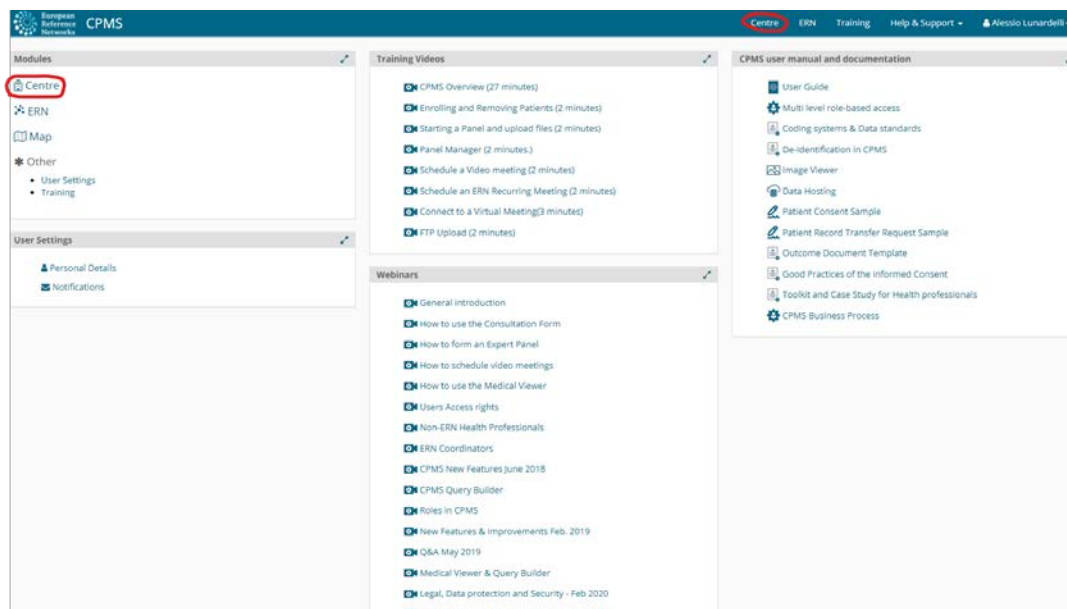 European
Reference
Networks
CPMS
Centre
ERN
Training
Help & Support
Alessio Lunardelli
Modules
Centre
ERN
Map
Other
User Settings
Training
User Settings
Personal Details
Notifications
Training Videos
CPMS Overview (27 minutes)
Enrolling and Removing Patients (2 minutes)
Starting a Panel and upload files (2 minutes)
Panel Manager (2 minutes.)
Schedule a Video meeting (2 minutes)
Schedule an ERN Recurring Meeting (2 minutes)
Connect to a Virtual Meeting(3 minutes)
FTP Upload (2 minutes)
Webinars
General introduction
How to use the Consultation Form
How to form an Expert Panel
How to schedule video meetings
How to use the Medical Viewer
Users Access rights
Non-ERN Health Professionals
ERN Coordinators
CPMS New Features June 2018
CPMS Query Builder
Roles in CPMS
New Features & Improvements Feb. 2019
Q&A May 2019
Medical Viewer & Query Builder
Legal, Data protection and Security - Feb 2020
CPMS user manual and documentation
User Guide
Multi level role-based access
Coding systems & Data standards
De-Identification in CPMS
Image Viewer
Data Hosting
Patient Consent Sample
Patient Record Transfer Request Sample
Outcome Document Template
Good Practices of the Informed Consent
Toolkit and Case Study for Health professionals
CPMS Business Process